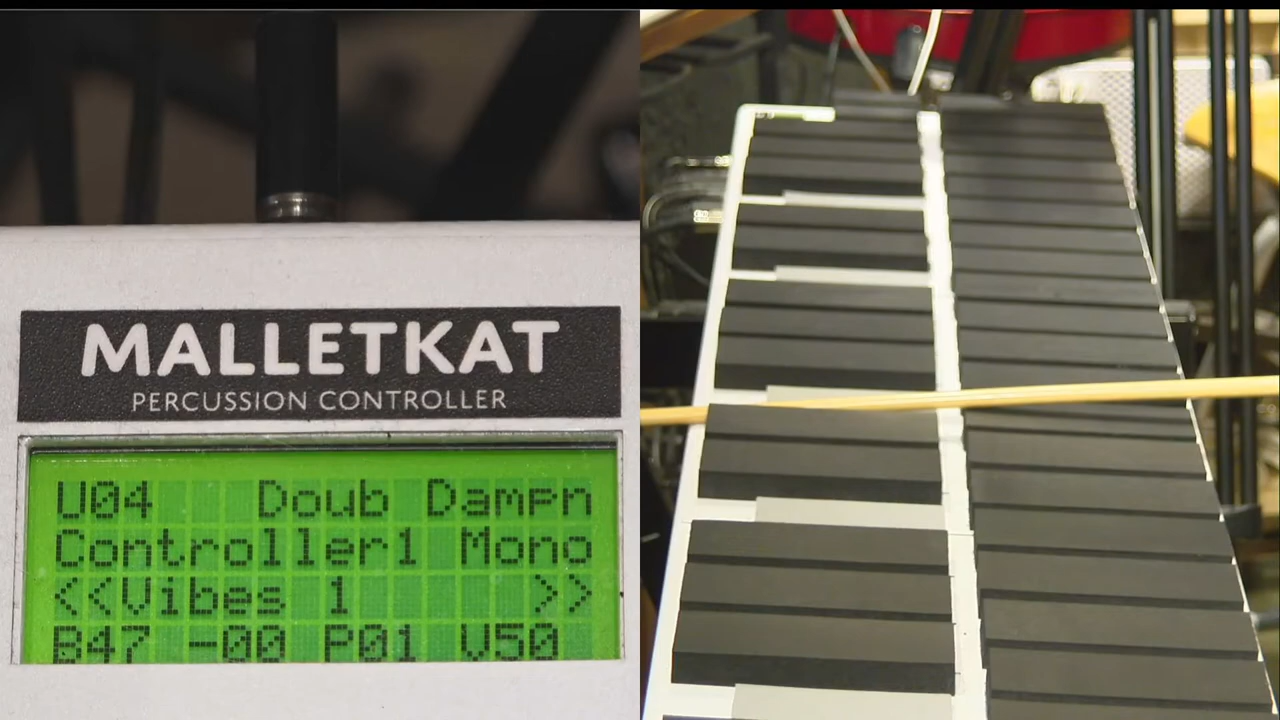 MALLETKAT
PERCUSSION CONTROLLER
U04 Doub Dampn
Controller1 Mono
<<Vibes 1 >>
B47 -00 P01 V50